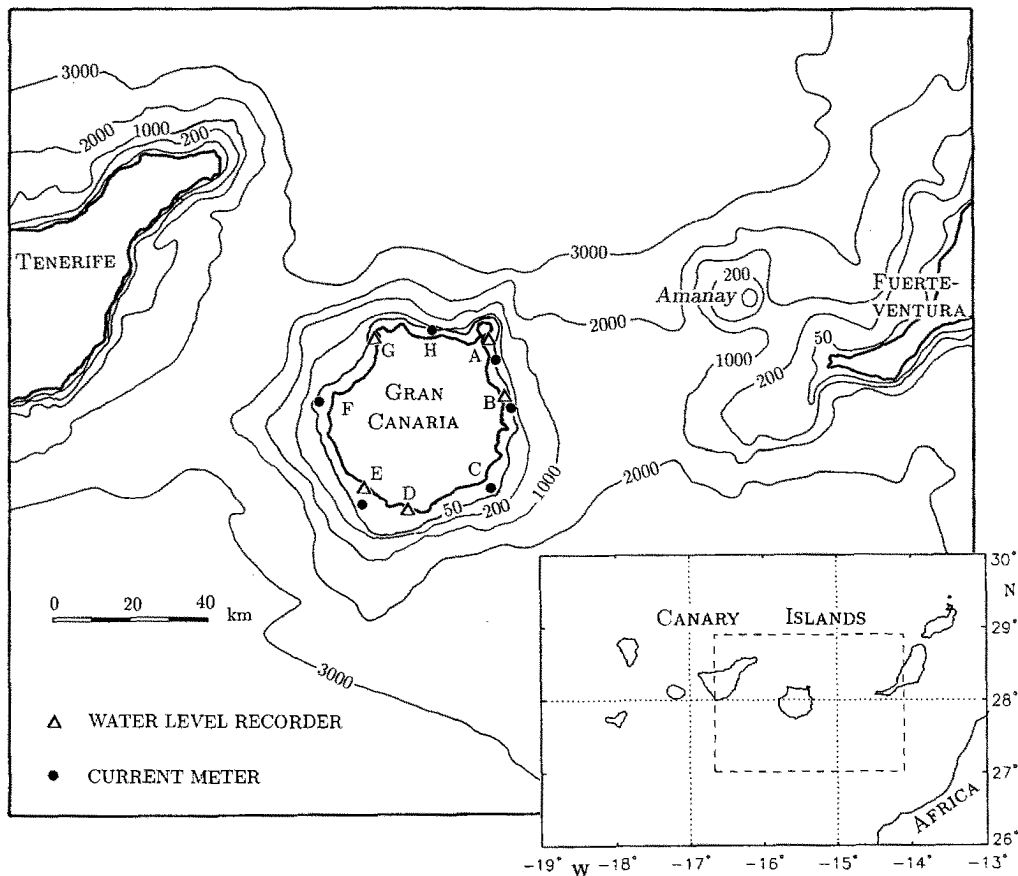 3000
2000
1000
200
TENERIFE
3000
2000
200
Amanay
FUERTE-
VENTURA
50
1000
200
G
H
A
GRAN
CANARIA
B
F
C
E
D
50
200
1000
2000
3000
0 20 40 km
WATER LEVEL RECORDER
CURRENT METER
CANARY ISLANDS
AFRICA
30°
N
29°
28°
27°
26°
-19° W -18° -17° -16° -15° -14° -13°